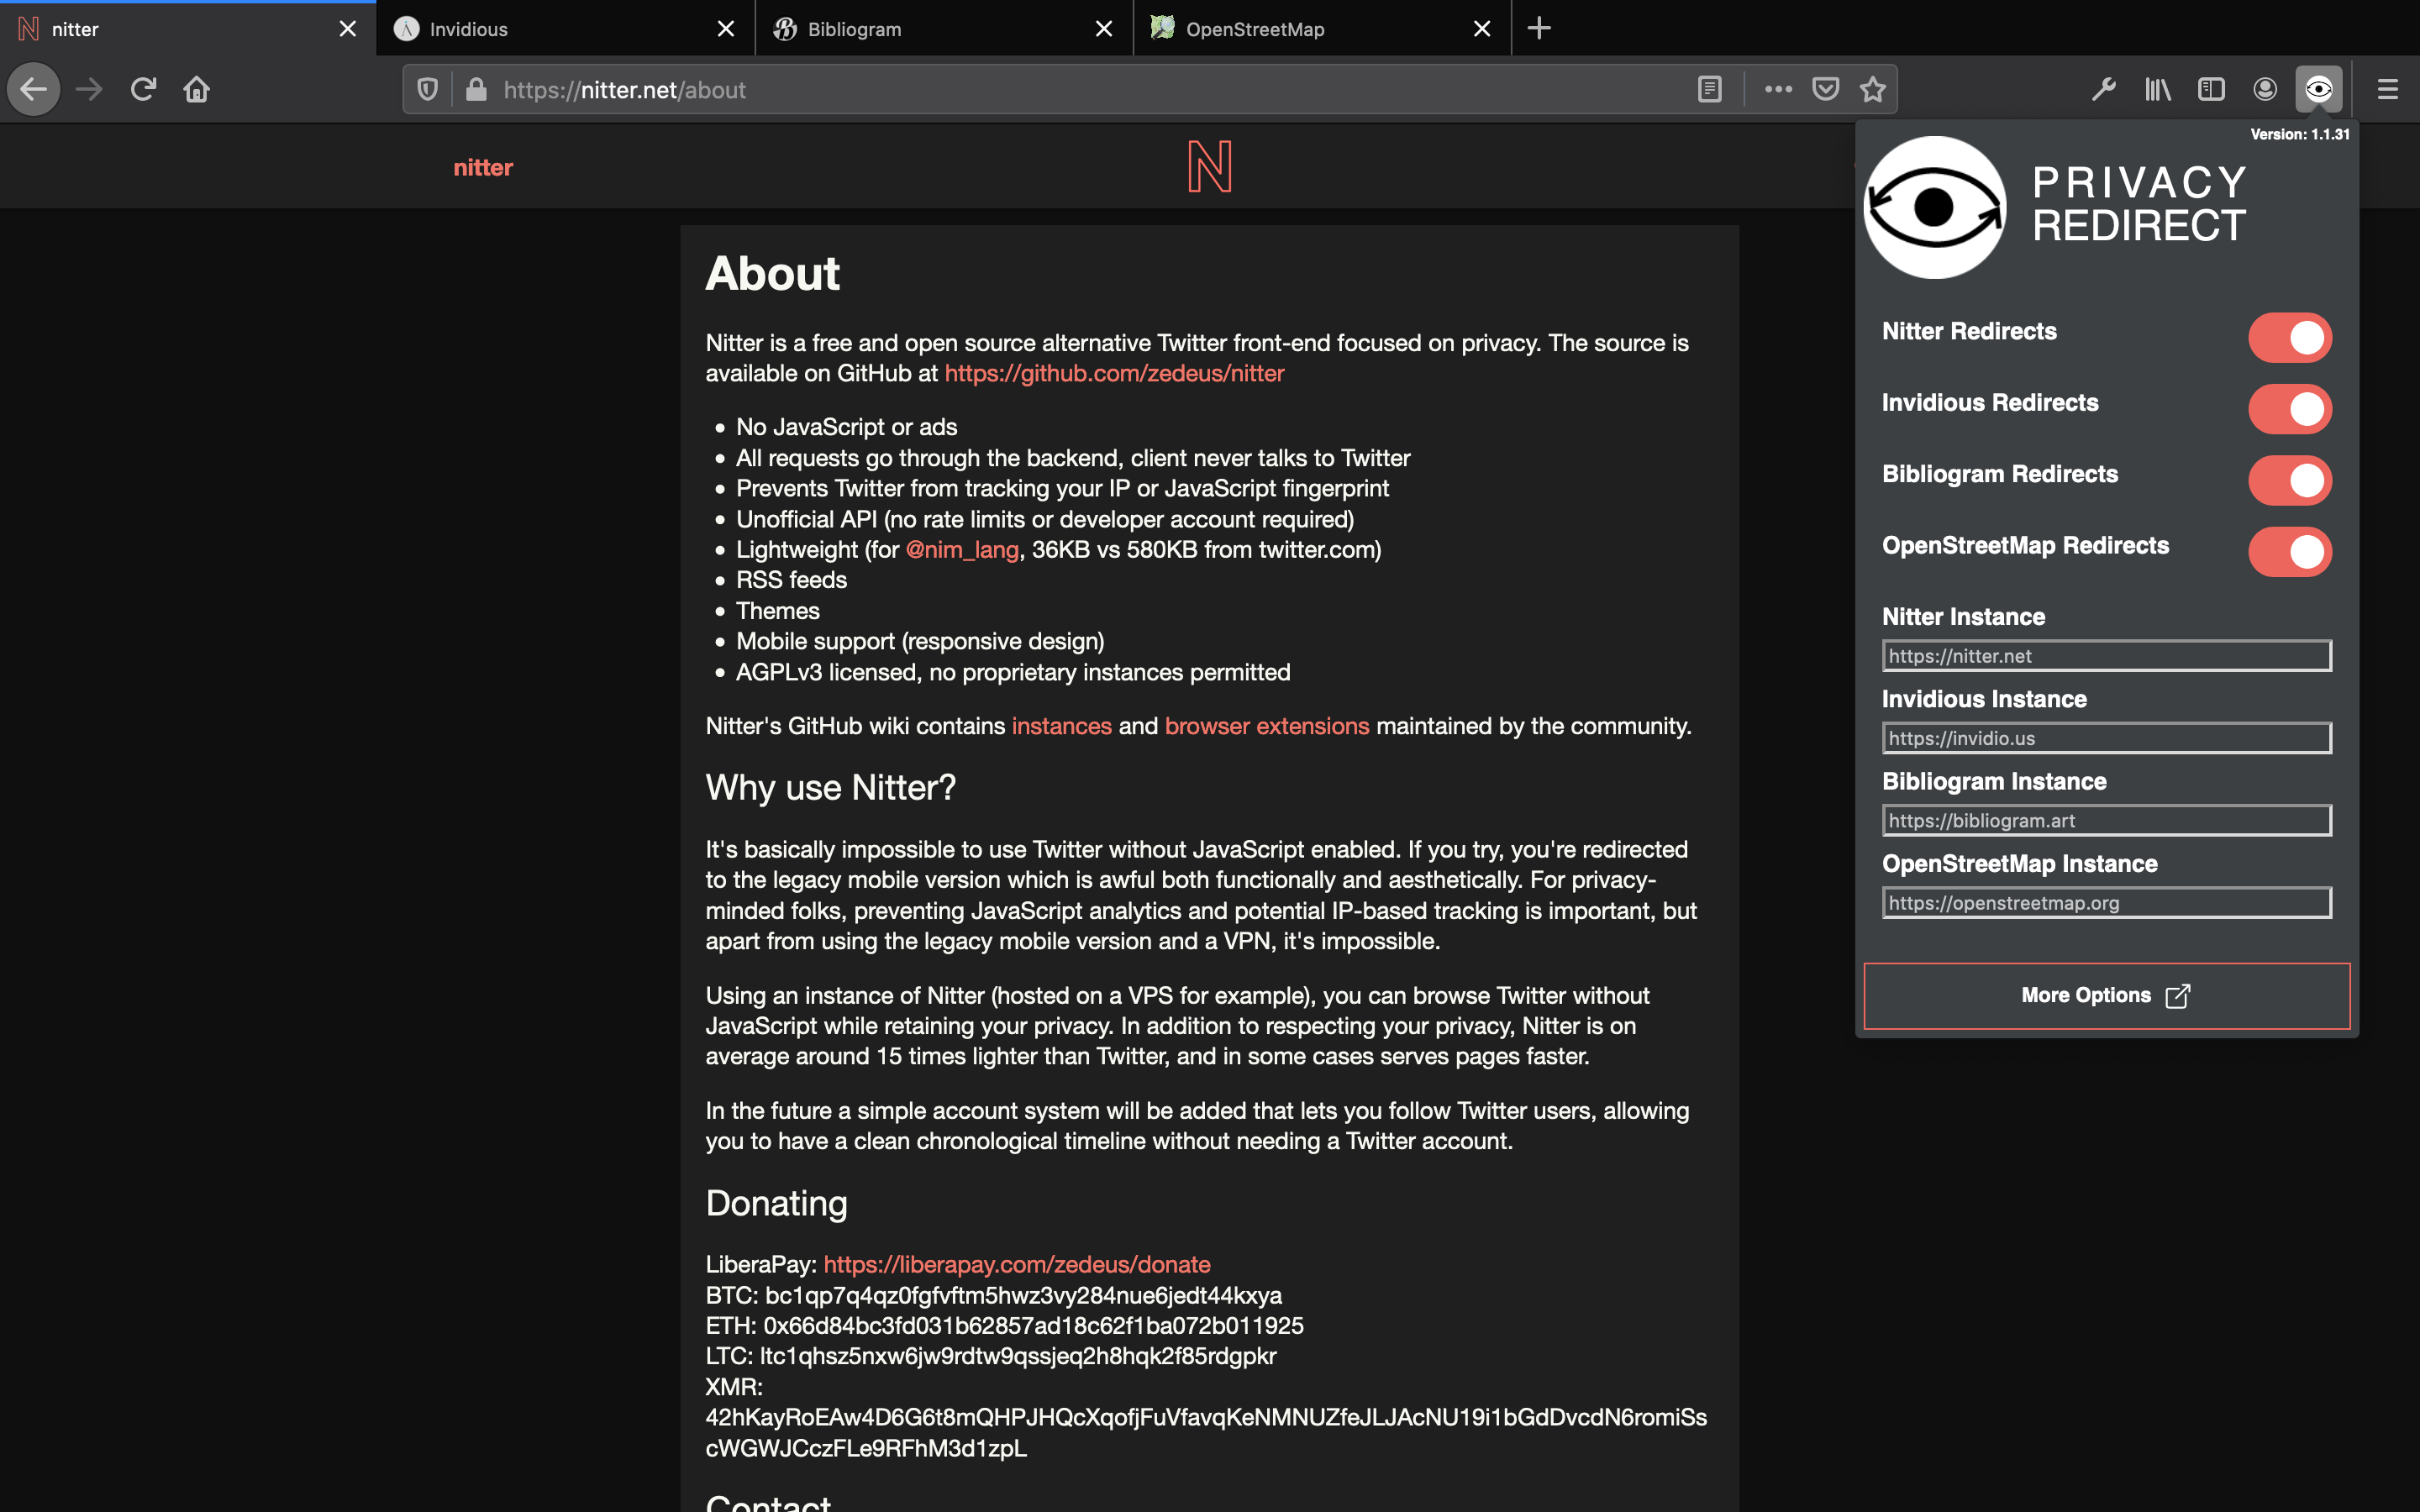 nitter
Invidious
Bibliogram
OpenStreetMap
https://nitter.net/about
nitter
Version: 1.1.31
PRIVACY
REDIRECT
Nitter Redirects
Invidious Redirects
Bibliogram Redirects
OpenStreetMap Redirects
Nitter Instance
https://nitter.net
Invidious Instance
https://invidio.us
Bibliogram Instance
https://bibliogram.art
OpenStreetMap Instance
https://openstreetmap.org
More Options
About
Nitter is a free and open source alternative Twitter front-end focused on privacy. The source is
available on GitHub at https://github.com/zedeus/nitter
• No JavaScript or ads
• All requests go through the backend, client never talks to Twitter
• Prevents Twitter from tracking your IP or JavaScript fingerprint
• Unofficial API (no rate limits or developer account required)
• Lightweight (for @nim_lang, 36KB vs 580KB from twitter.com)
• RSS feeds
• Themes
• Mobile support (responsive design)
• AGPLv3 licensed, no proprietary instances permitted
Nitter's GitHub wiki contains instances and browser extensions maintained by the community.
Why use Nitter?
It's basically impossible to use Twitter without JavaScript enabled. If you try, you're redirected
to the legacy mobile version which is awful both functionally and aesthetically. For privacy-
minded folks, preventing JavaScript analytics and potential IP-based tracking is important, but
apart from using the legacy mobile version and a VPN, it's impossible.
Using an instance of Nitter (hosted on a VPS for example), you can browse Twitter without
JavaScript while retaining your privacy. In addition to respecting your privacy, Nitter is on
average around 15 times lighter than Twitter, and in some cases serves pages faster.
In the future a simple account system will be added that lets you follow Twitter users, allowing
you to have a clean chronological timeline without needing a Twitter account.
Donating
LiberaPay: https://liberapay.com/zedeus/donate
BTC: bc1qp7q4qz0fgfvftm5hwz3vy284nue6jedt44kxya
ETH: 0x66d84bc3fd031b62857ad18c62f1ba072b011925
LTC: ltc1qhsz5nxw6jw9rdtw9qssjeq2h8hqk2f85rdgpkr
XMR:
42hKayRoEAw4D6G6t8mQHPJHQcXqofjFuVfavqKeNMNUZfeJLJAcNU19i1bGdDvcdN6romiSs
cWGWJCczFLe9RFhM3d1zpL
Contact